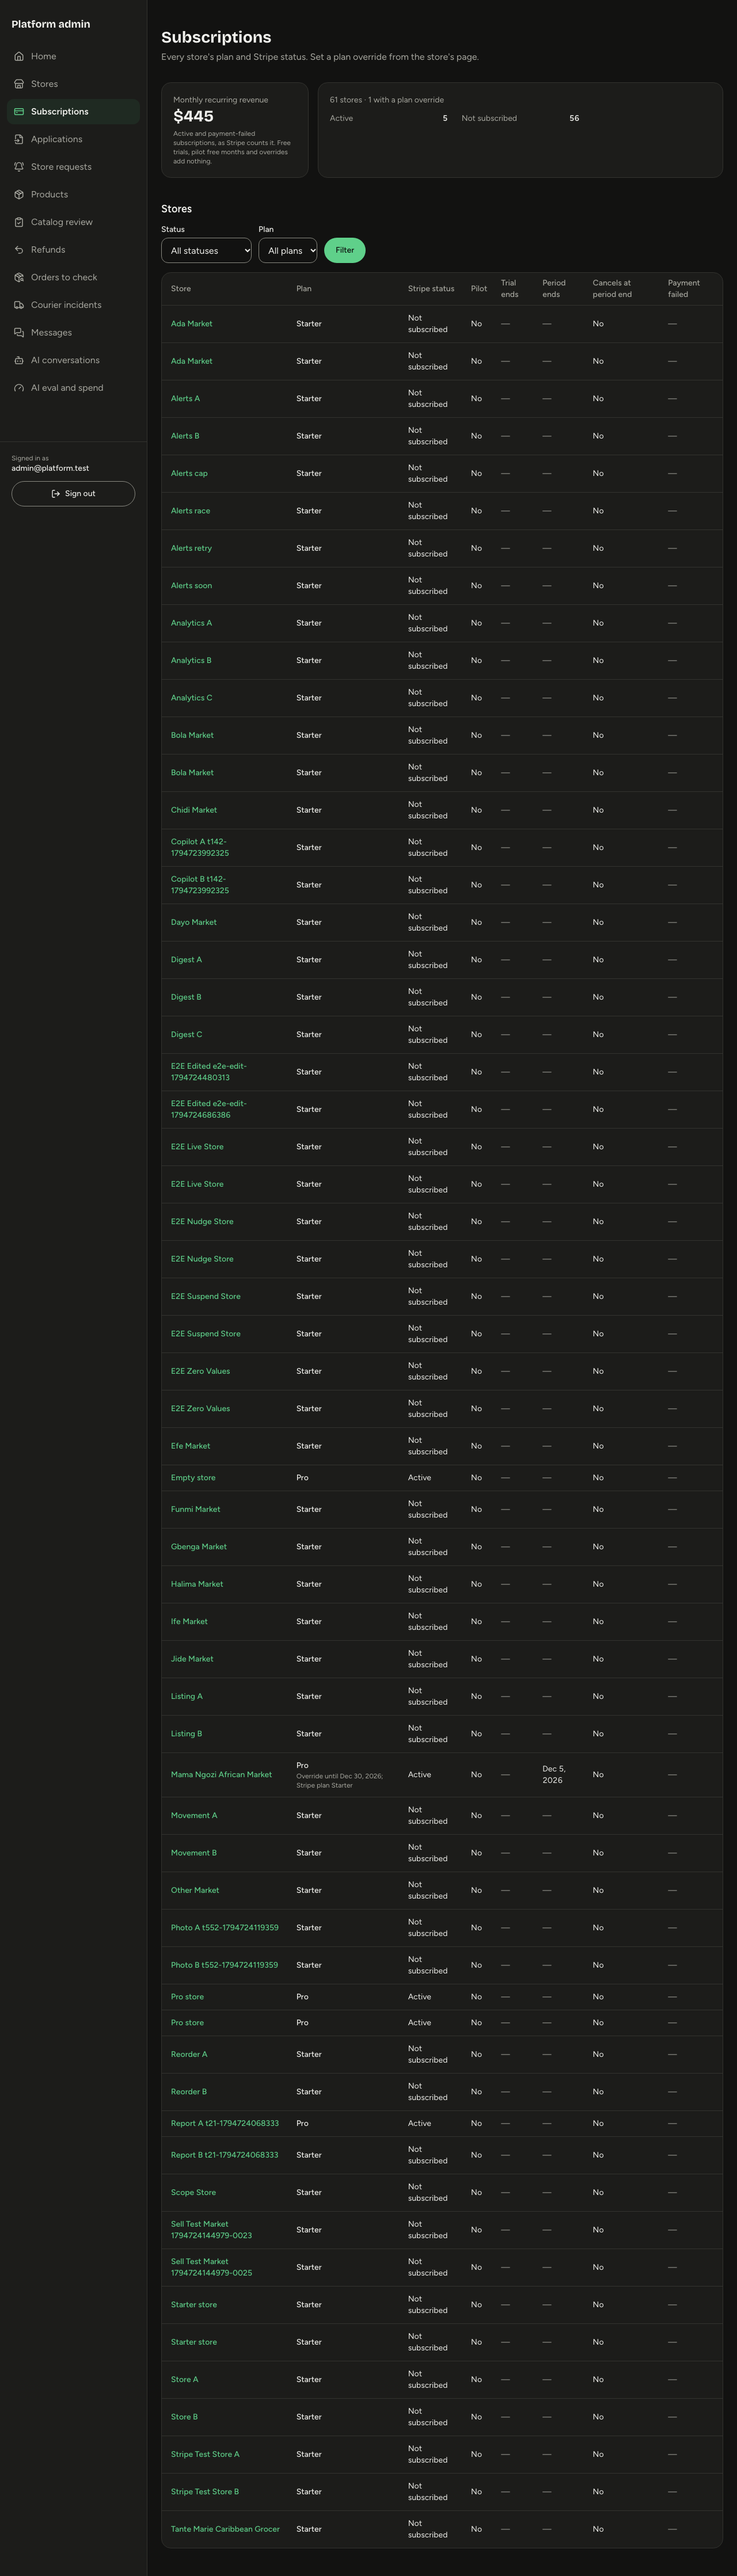 Platform admin
Home
Stores
Subscriptions
Applications
Store requests
Products
Catalog review
Refunds
Orders to check
Courier incidents
Messages
AI conversations
AI eval and spend
Signed in as
admin@platform.test
Sign out
Subscriptions
Every store's plan and Stripe status. Set a plan override from the store's page.
Monthly recurring revenue
$445
Active and payment-failed
subscriptions, as Stripe counts it. Free
trials, pilot free months and overrides
add nothing.
61 stores · 1 with a plan override
Active 5 Not subscribed 56
Stores
Status Plan
All statuses All plans Filter
Store Plan Stripe status Pilot Trial ends Period ends Cancels at period end Payment failed
Ada Market Starter Not subscribed No — — No —
Ada Market Starter Not subscribed No — — No —
Alerts A Starter Not subscribed No — — No —
Alerts B Starter Not subscribed No — — No —
Alerts cap Starter Not subscribed No — — No —
Alerts race Starter Not subscribed No — — No —
Alerts retry Starter Not subscribed No — — No —
Alerts soon Starter Not subscribed No — — No —
Analytics A Starter Not subscribed No — — No —
Analytics B Starter Not subscribed No — — No —
Analytics C Starter Not subscribed No — — No —
Bola Market Starter Not subscribed No — — No —
Bola Market Starter Not subscribed No — — No —
Chidi Market Starter Not subscribed No — — No —
Copilot A t142-1794723992325 Starter Not subscribed No — — No —
Copilot B t142-1794723992325 Starter Not subscribed No — — No —
Dayo Market Starter Not subscribed No — — No —
Digest A Starter Not subscribed No — — No —
Digest B Starter Not subscribed No — — No —
Digest C Starter Not subscribed No — — No —
E2E Edited e2e-edit-1794724480313 Starter Not subscribed No — — No —
E2E Edited e2e-edit-1794724686386 Starter Not subscribed No — — No —
E2E Live Store Starter Not subscribed No — — No —
E2E Live Store Starter Not subscribed No — — No —
E2E Nudge Store Starter Not subscribed No — — No —
E2E Nudge Store Starter Not subscribed No — — No —
E2E Suspend Store Starter Not subscribed No — — No —
E2E Suspend Store Starter Not subscribed No — — No —
E2E Zero Values Starter Not subscribed No — — No —
E2E Zero Values Starter Not subscribed No — — No —
Efe Market Starter Not subscribed No — — No —
Empty store Pro Active No — — No —
Funmi Market Starter Not subscribed No — — No —
Gbenga Market Starter Not subscribed No — — No —
Halima Market Starter Not subscribed No — — No —
Ife Market Starter Not subscribed No — — No —
Jide Market Starter Not subscribed No — — No —
Listing A Starter Not subscribed No — — No —
Listing B Starter Not subscribed No — — No —
Mama Ngozi African Market Pro Override until Dec 30, 2026; Stripe plan Starter Active No — Dec 5, 2026 No —
Movement A Starter Not subscribed No — — No —
Movement B Starter Not subscribed No — — No —
Other Market Starter Not subscribed No — — No —
Photo A t552-1794724119359 Starter Not subscribed No — — No —
Photo B t552-1794724119359 Starter Not subscribed No — — No —
Pro store Pro Active No — — No —
Pro store Pro Active No — — No —
Reorder A Starter Not subscribed No — — No —
Reorder B Starter Not subscribed No — — No —
Report A t21-1794724068333 Pro Active No — — No —
Report B t21-1794724068333 Starter Not subscribed No — — No —
Scope Store Starter Not subscribed No — — No —
Sell Test Market 1794724144979-0023 Starter Not subscribed No — — No —
Sell Test Market 1794724144979-0025 Starter Not subscribed No — — No —
Starter store Starter Not subscribed No — — No —
Starter store Starter Not subscribed No — — No —
Store A Starter Not subscribed No — — No —
Store B Starter Not subscribed No — — No —
Stripe Test Store A Starter Not subscribed No — — No —
Stripe Test Store B Starter Not subscribed No — — No —
Tante Marie Caribbean Grocer Starter Not subscribed No — — No —